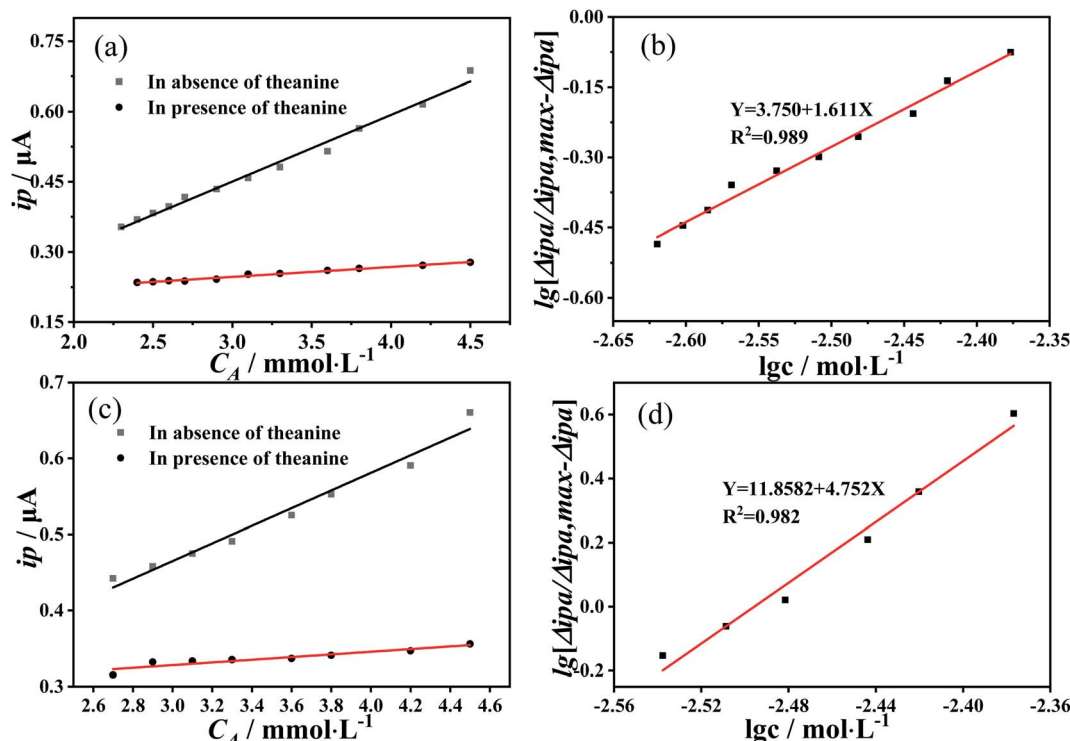 (a)
In absence of theanine
In presence of theanine
ip / μA
0.75
0.60
0.45
0.30
0.15
2.0 2.5 3.0 3.5 4.0 4.5
C_A / mmol·L⁻¹
(b)
Y=3.750+1.611X
R²=0.989
lg[Δipa/Δipa,max-Δipa]
0.00
-0.15
-0.30
-0.45
-0.60
-2.65 -2.60 -2.55 -2.50 -2.45 -2.40 -2.35
lgc / mol·L⁻¹
(c)
In absence of theanine
In presence of theanine
ip / μA
0.7
0.6
0.5
0.4
0.3
2.6 2.8 3.0 3.2 3.4 3.6 3.8 4.0 4.2 4.4 4.6
C_A / mmol·L⁻¹
(d)
Y=11.8582+4.752X
R²=0.982
lg[Δipa/Δipa,max-Δipa]
0.6
0.4
0.2
0.0
-0.2
-2.56 -2.52 -2.48 -2.44 -2.40 -2.36
lgc / mol·L⁻¹